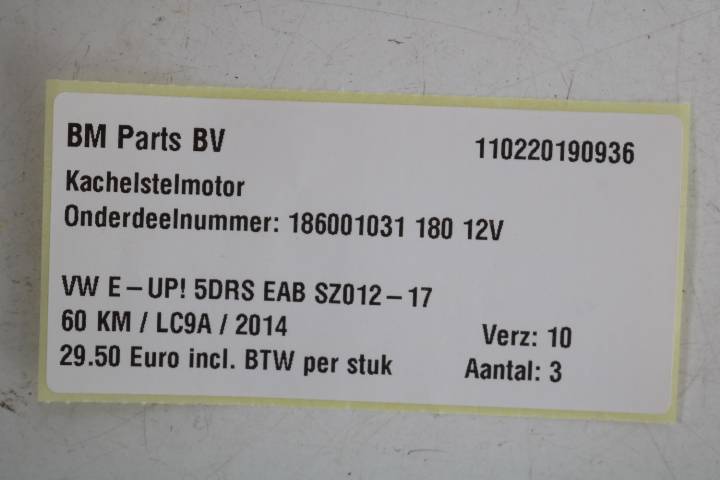 BM Parts BV 110220190936
Kachelstelmotor
Onderdeelnummer: 186001031 180 12V
VW E-UP! 5DRS EAB SZ012-17
60 KM / LC9A / 2014 Verz: 10
29.50 Euro incl. BTW per stuk Aantal: 3